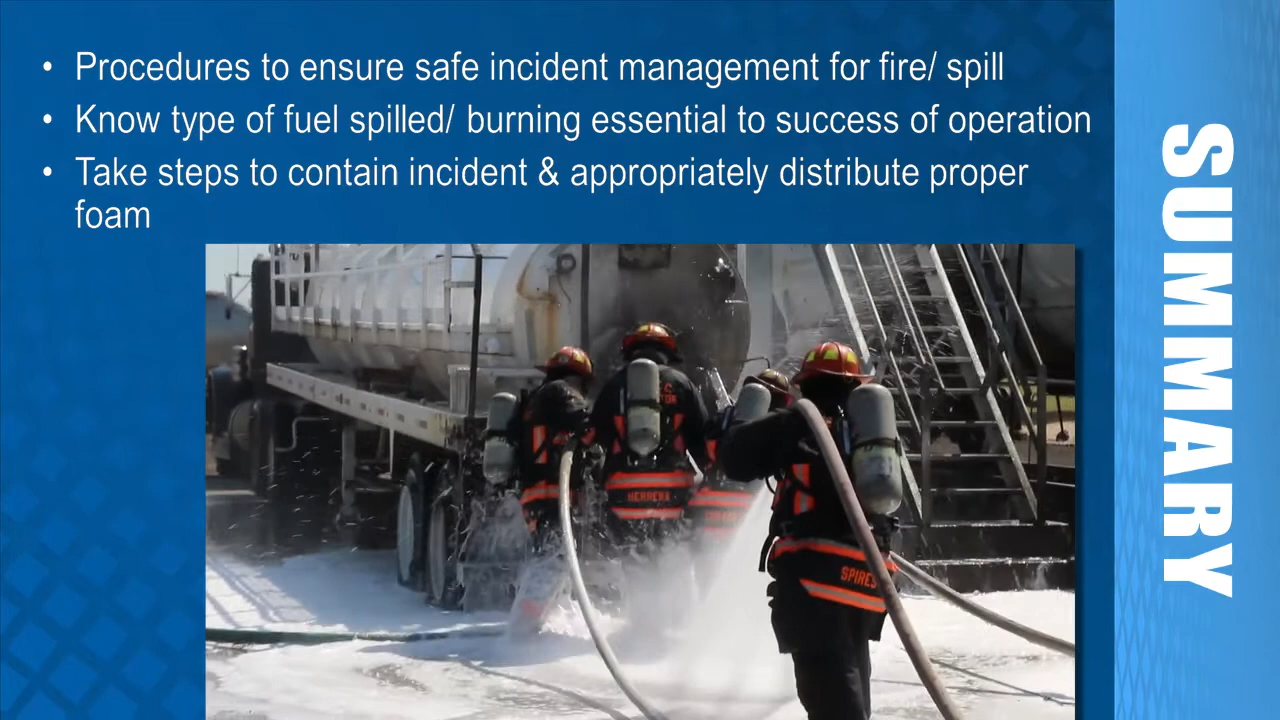 • Procedures to ensure safe incident management for fire/ spill
• Know type of fuel spilled/ burning essential to success of operation
• Take steps to contain incident & appropriately distribute proper
foam
SUMMARY
HERRERA
SPIRES